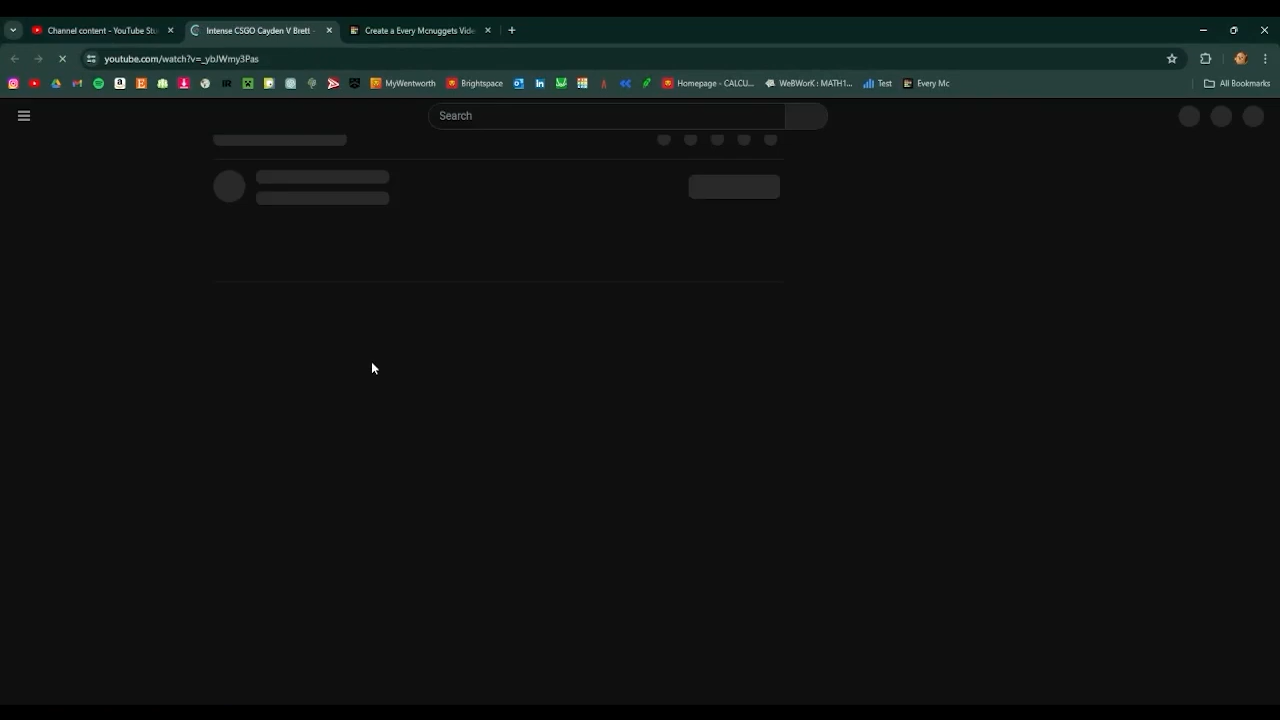 Channel content - YouTube Stu
Intense CSGO Cayden V Brett -
Create a Every Mcnuggets Vide
youtube.com/watch?v=_ybJWmy3Pas
MyWentworth
Brightspace
Homepage - CALCU...
WeBWorK : MATH1...
Test
Every Mc
All Bookmarks
Search